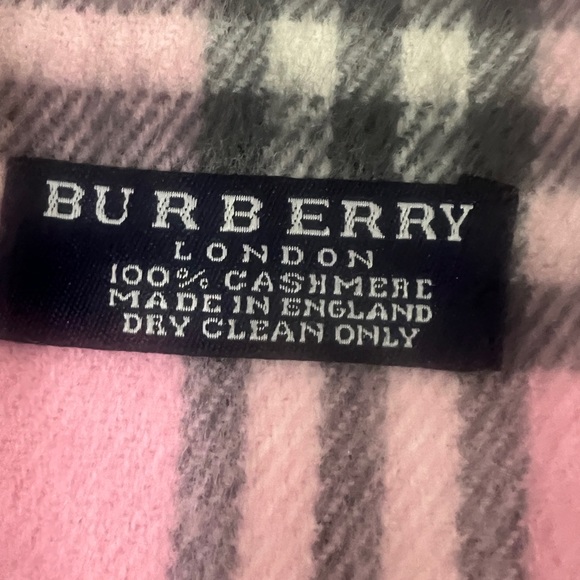 BURBERRY
LONDON
100% CASHMERE
MADE IN ENGLAND
DRY CLEAN ONLY